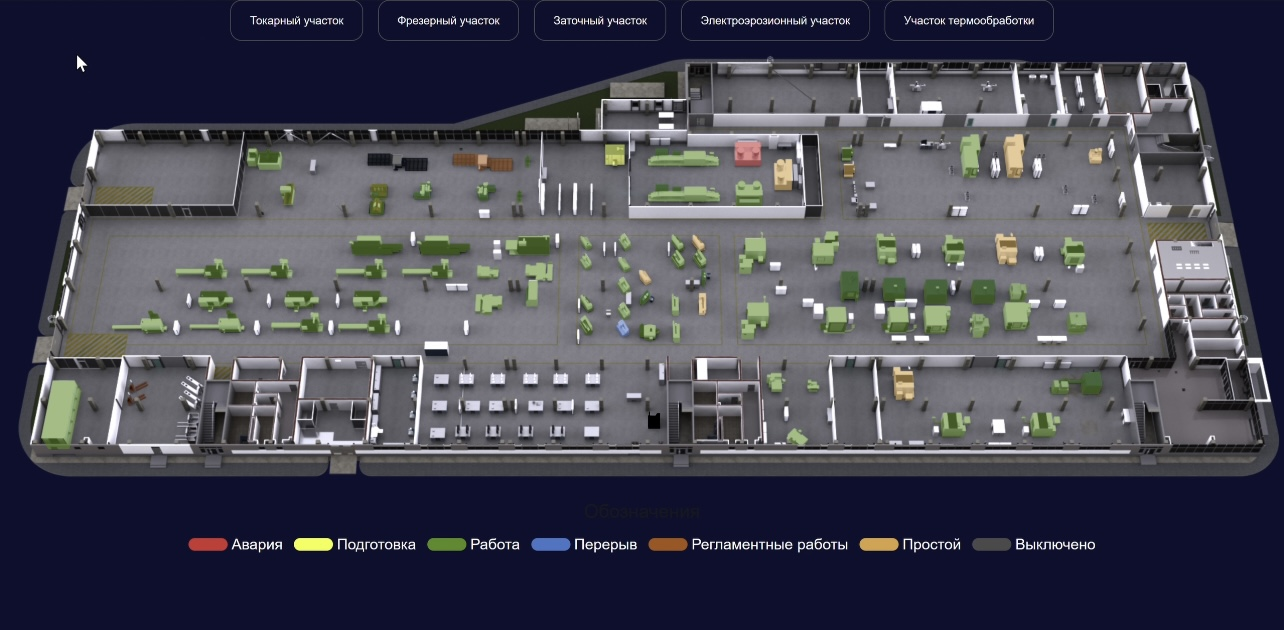 Токарный участок
Фрезерный участок
Заточный участок
Электроэрозионный участок
Участок термообработки
Обозначения
Авария
Подготовка
Работа
Перерыв
Регламентные работы
Простой
Выключено